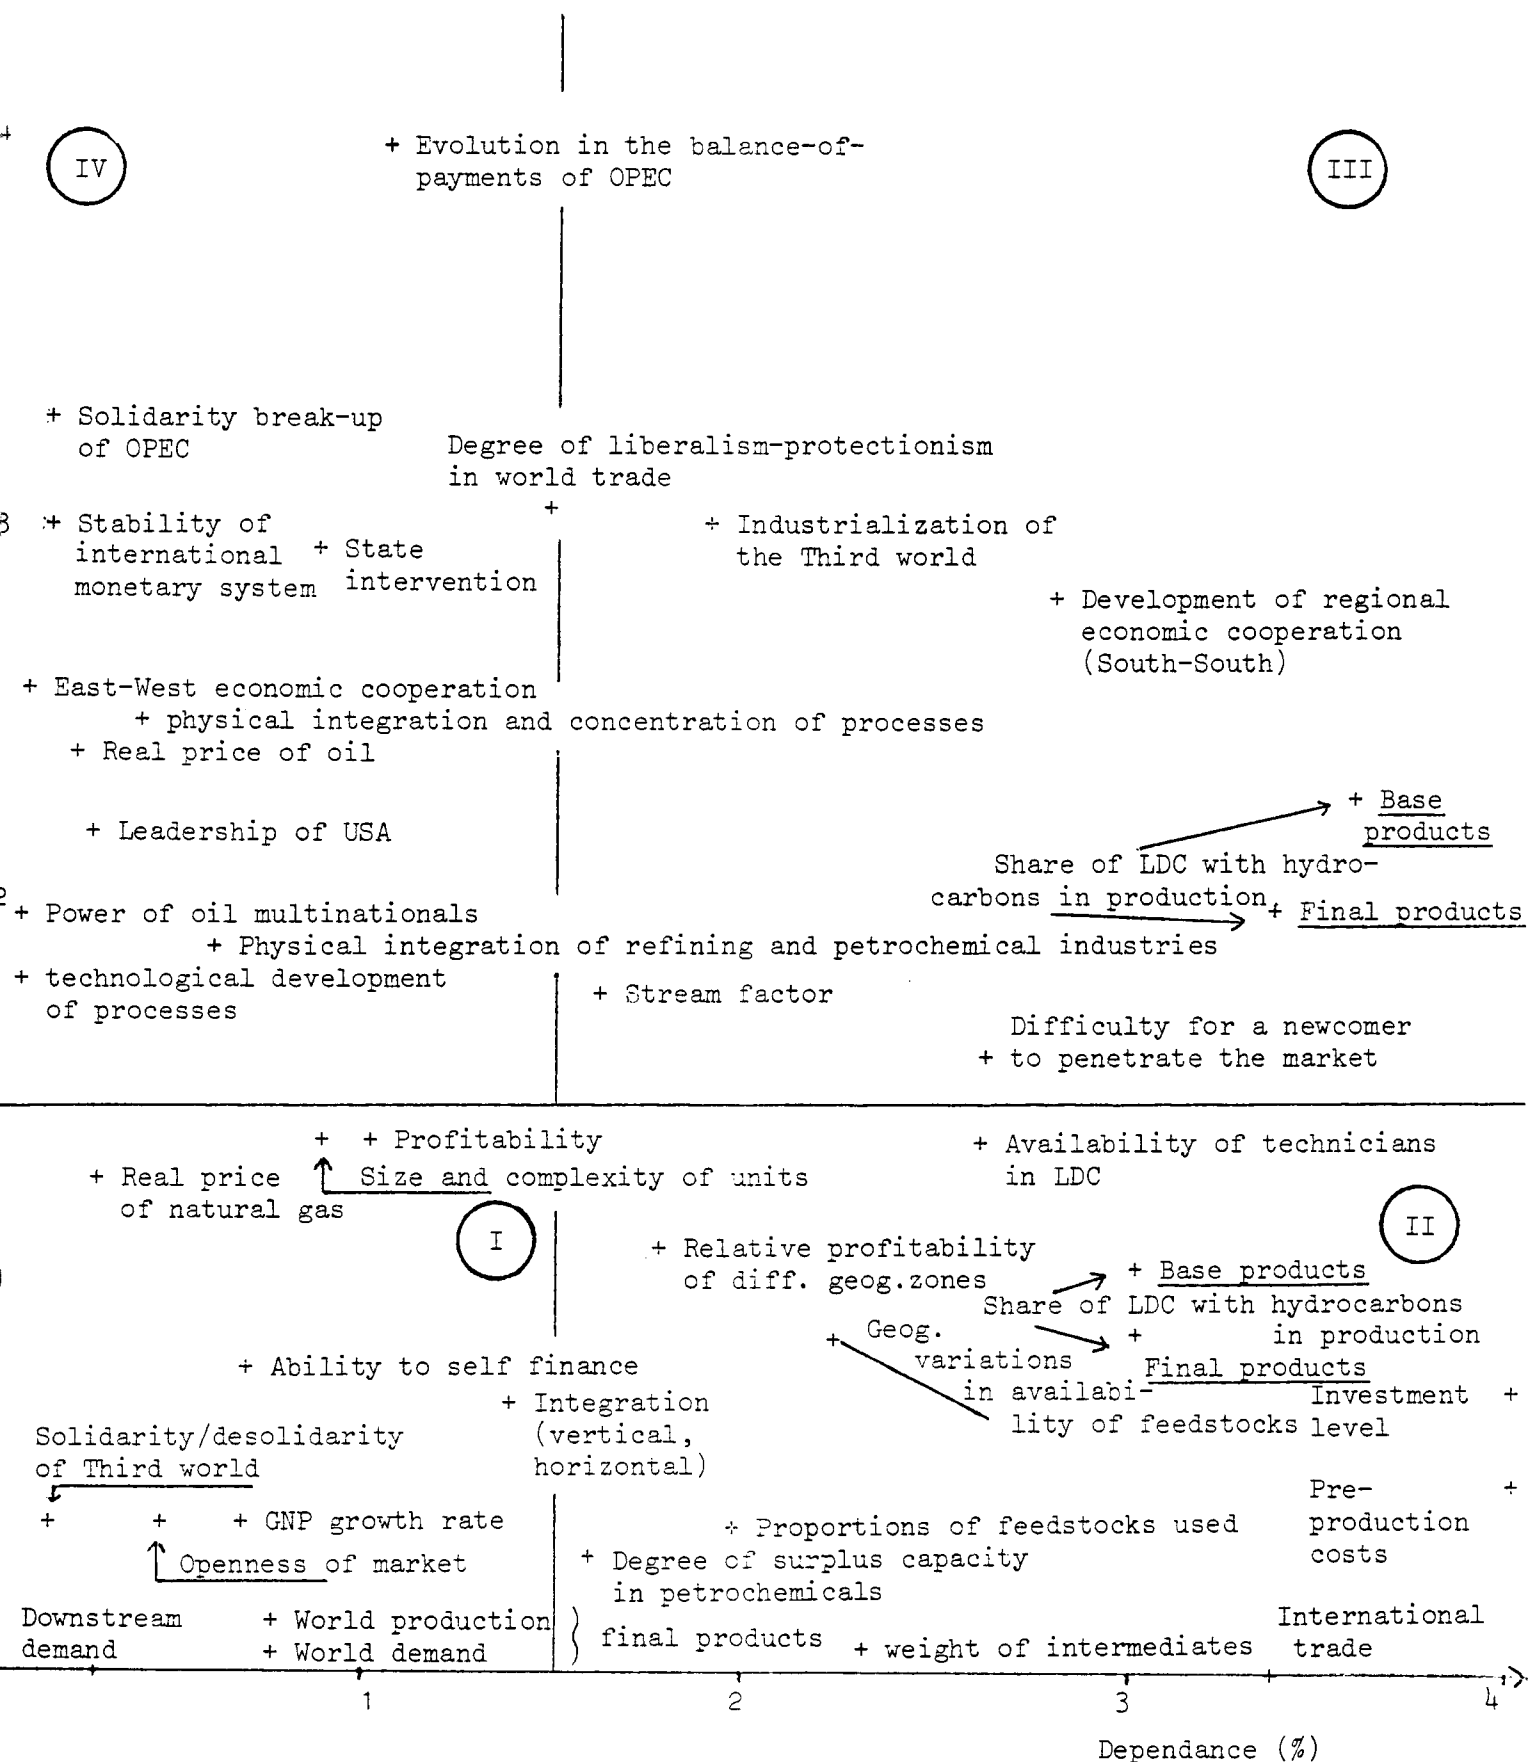 4
IV
+ Evolution in the balance-of-
payments of OPEC
III
+ Solidarity break-up
of OPEC
Degree of liberalism-protectionism
in world trade
+
3 + Stability of
international
monetary system
+ State
intervention
+ Industrialization of
the Third world
+ Development of regional
economic cooperation
(South-South)
+ East-West economic cooperation
+ physical integration and concentration of processes
+ Real price of oil
+ Base
products
+ Leadership of USA
Share of LDC with hydro-
carbons in production
+ Final products
2
+ Power of oil multinationals
+ Physical integration of refining and petrochemical industries
+ technological development
of processes
+ Stream factor
Difficulty for a newcomer
+ to penetrate the market
+ + Profitability
Size and complexity of units
+ Real price
of natural gas
+ Availability of technicians
in LDC
I
II
+ Relative profitability
of diff. geog.zones
+ Base products
Share of LDC with hydrocarbons
in production
+
Final products
+ Geog.
variations
in availabi-
lity of feedstocks
+ Ability to self finance
+ Integration
(vertical,
horizontal)
Investment +
level
Solidarity/desolidarity
of Third world
+ + + GNP growth rate
Openness of market
Pre- +
production
costs
+ Proportions of feedstocks used
+ Degree of surplus capacity
in petrochemicals
Downstream
demand
+ World production
+ World demand
} final products
+ weight of intermediates
International
trade
1 2 3 4
Dependance (%)